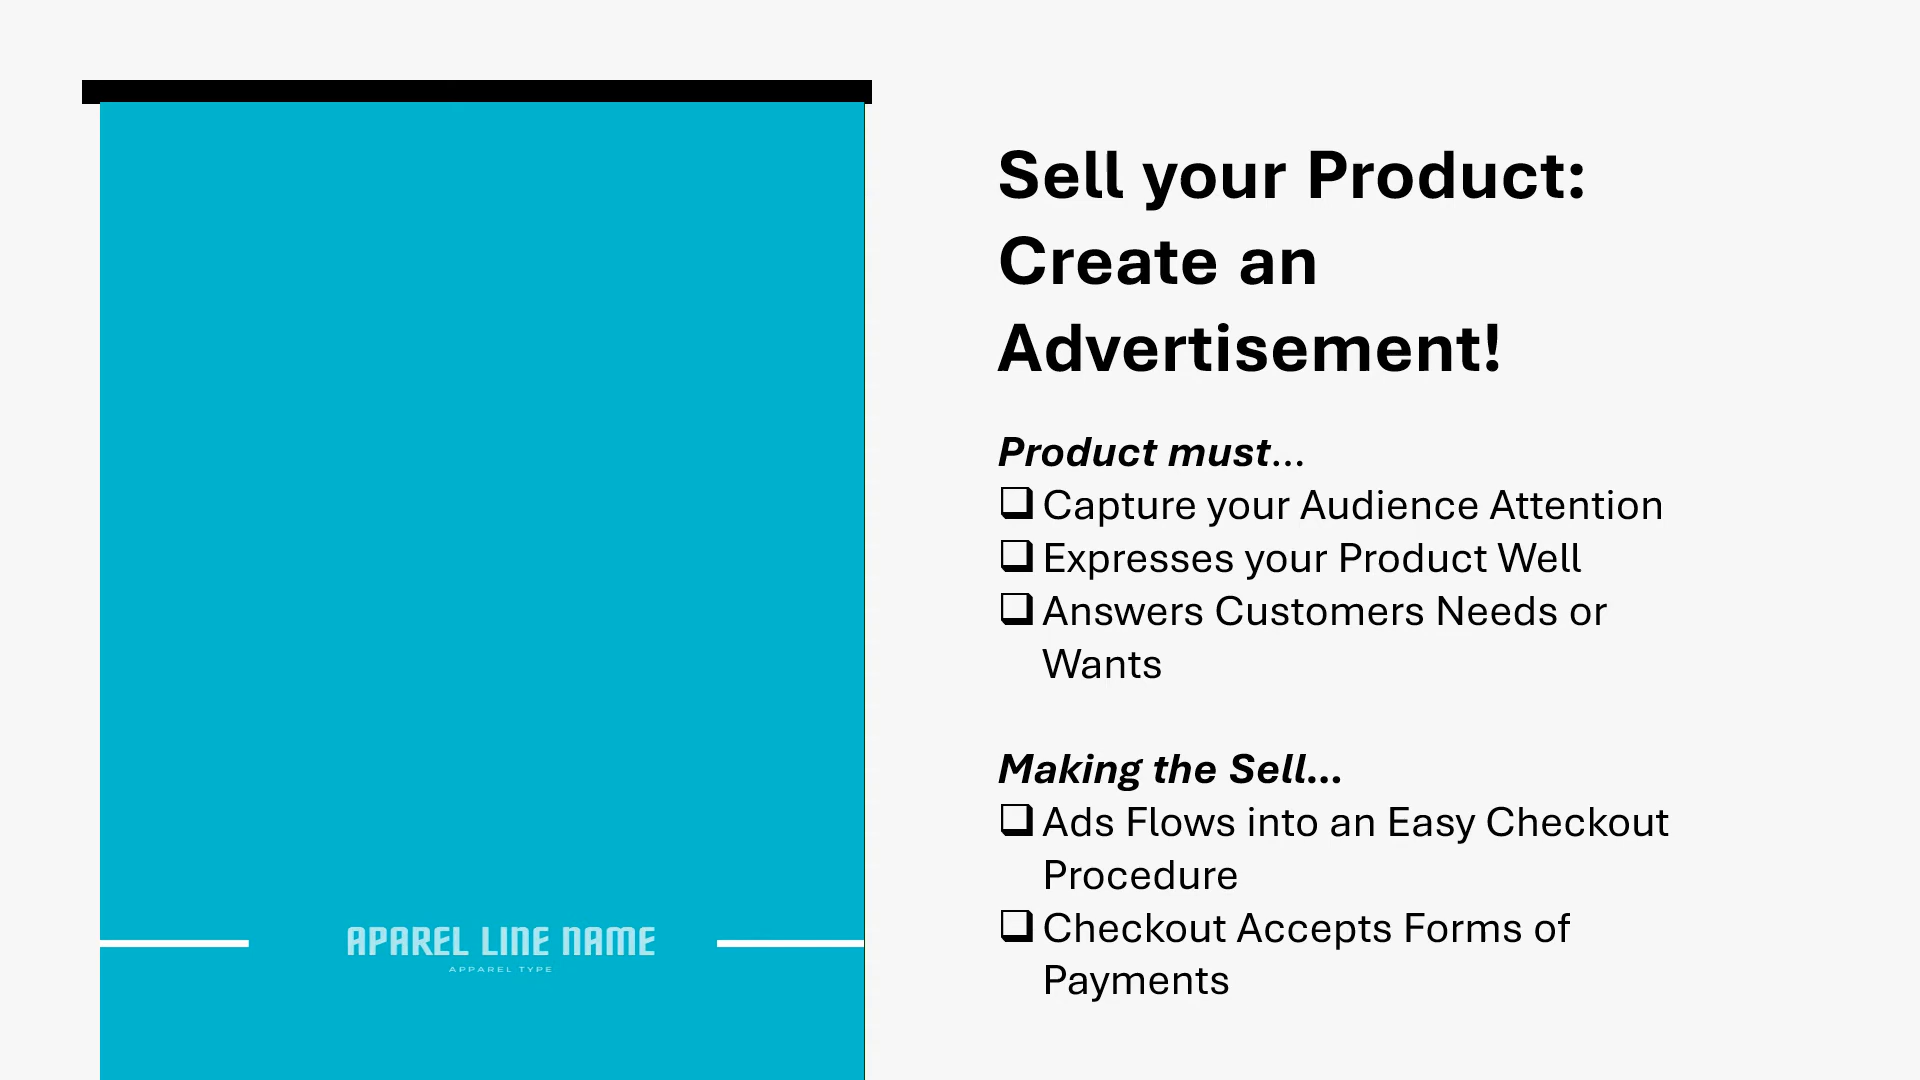 Sell your Product:
Create an
Advertisement!
Product must...
❑ Capture your Audience Attention
❑ Expresses your Product Well
❑ Answers Customers Needs or
Wants
Making the Sell...
❑ Ads Flows into an Easy Checkout
Procedure
❑ Checkout Accepts Forms of
Payments
APAREL LINE NAME
APPAREL TYPE